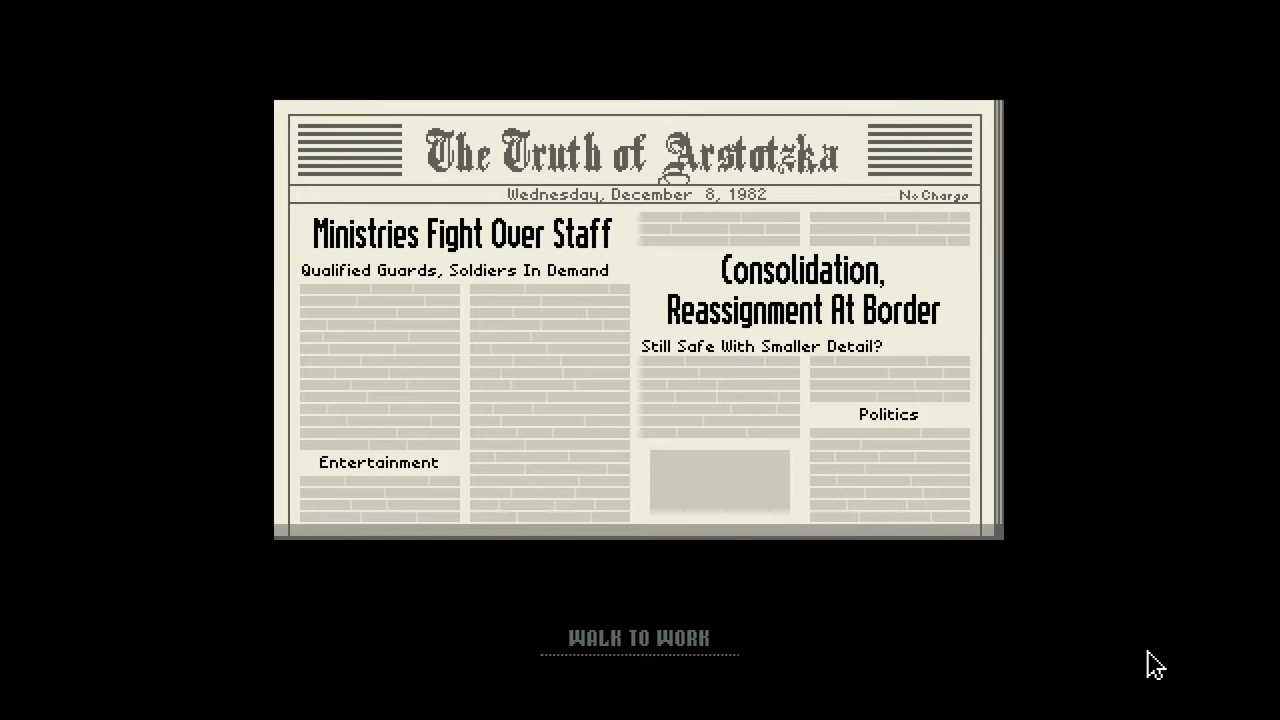 The Truth of Arstotzka
Wednesday, December 8, 1982
No Charge
Ministries Fight Over Staff
Qualified Guards, Soldiers In Demand
Entertainment
Consolidation,
Reassignment At Border
Still Safe With Smaller Detail?
Politics
WALK TO WORK